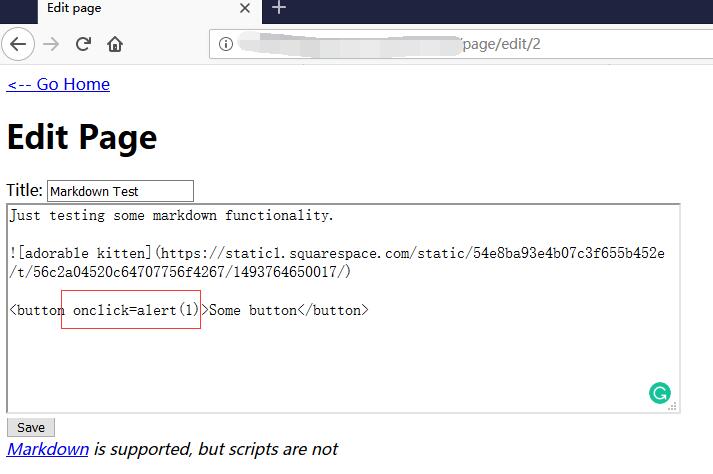 Edit page
/page/edit/2
<-- Go Home
Edit Page
Title: Markdown Test
Just testing some markdown functionality.
![adorable kitten](https://static1.squarespace.com/static/54e8ba93e4b07c3f655b452e
/t/56c2a04520c64707756f4267/1493764650017/)
<button onclick=alert(1)>Some button</button>
Save
Markdown is supported, but scripts are not